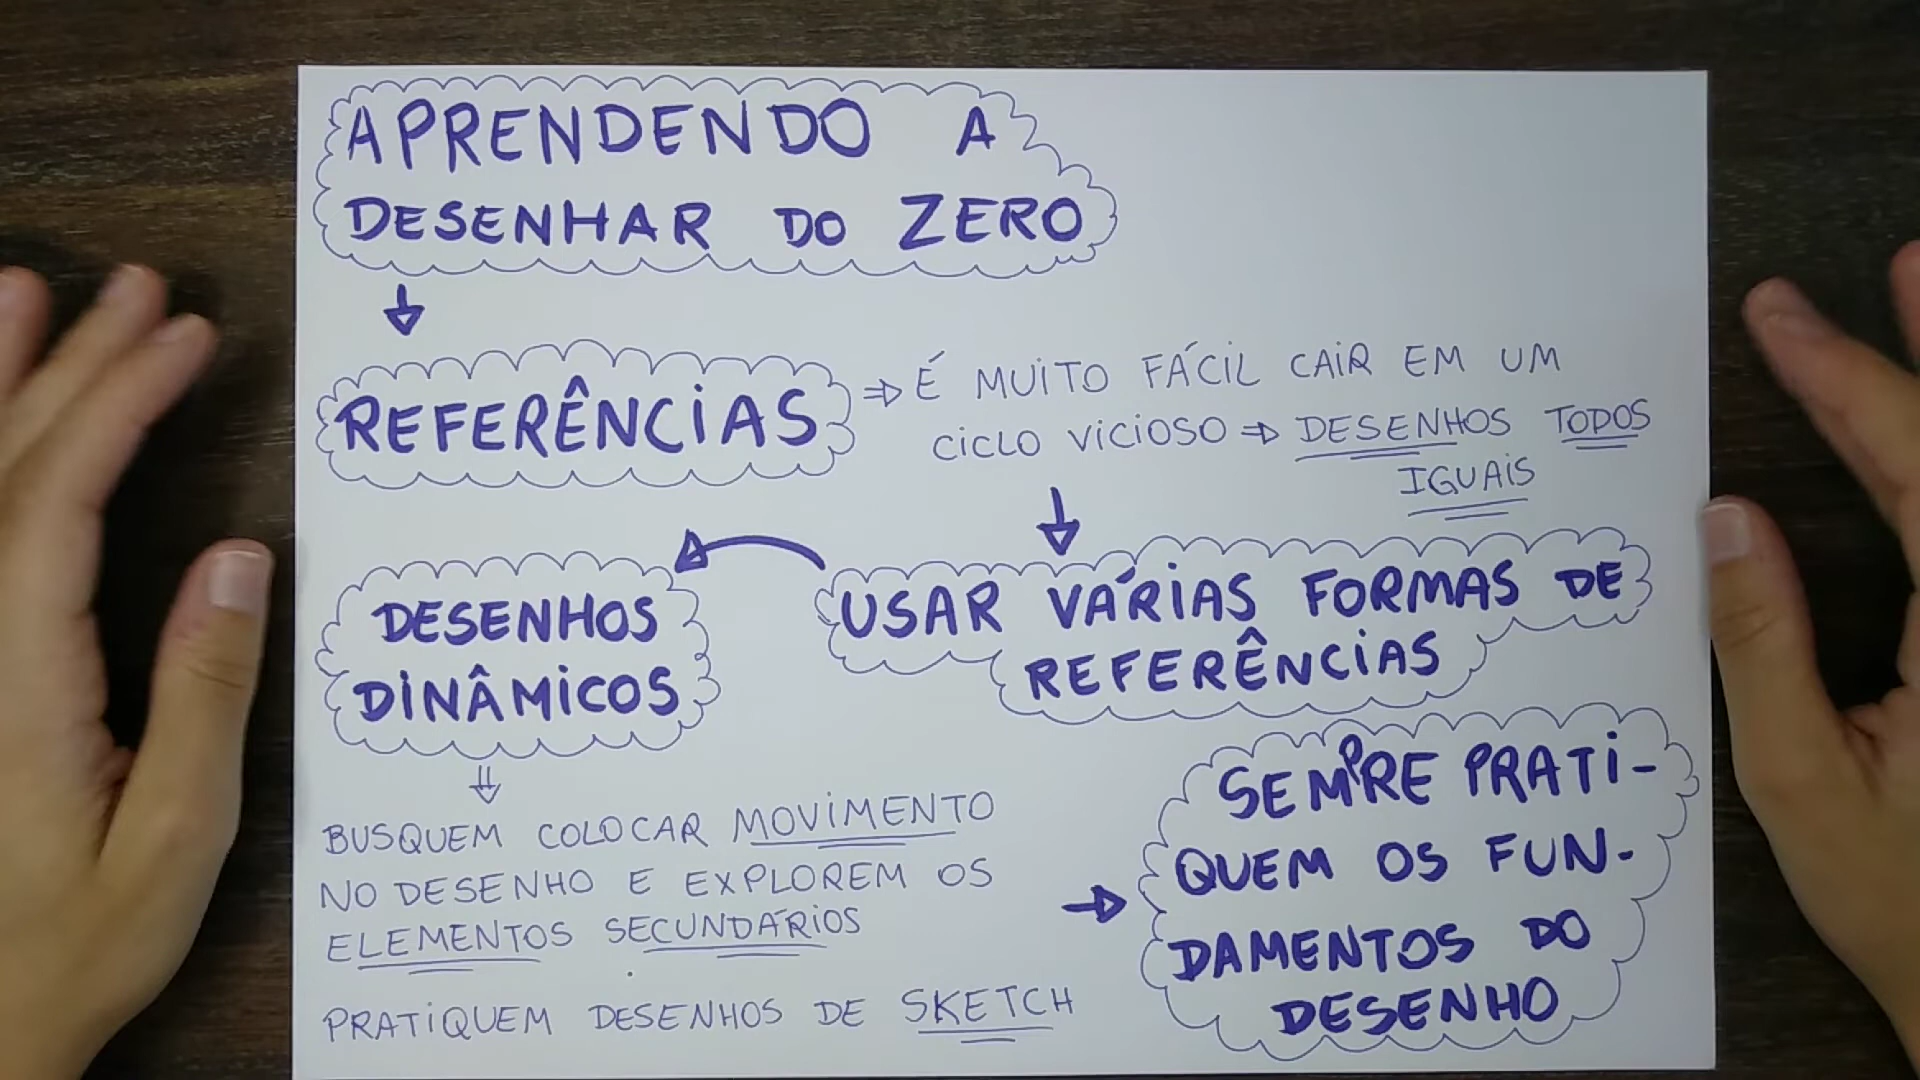 APRENDENDO A
DESENHAR DO ZERO
REFERÊNCIAS
⇒ É MUITO FÁCIL CAIR EM UM
CICLO VICIOSO ⇒ DESENHOS TODOS
IGUAIS
USAR VÁRIAS FORMAS DE
REFERÊNCIAS
DESENHOS
DINÂMICOS
BUSQUEM COLOCAR MOVIMENTO
NO DESENHO E EXPLOREM OS
ELEMENTOS SECUNDÁRIOS
PRATIQUEM DESENHOS DE SKETCH
SEMPRE PRATI-
QUEM OS FUN-
DAMENTOS DO
DESENHO